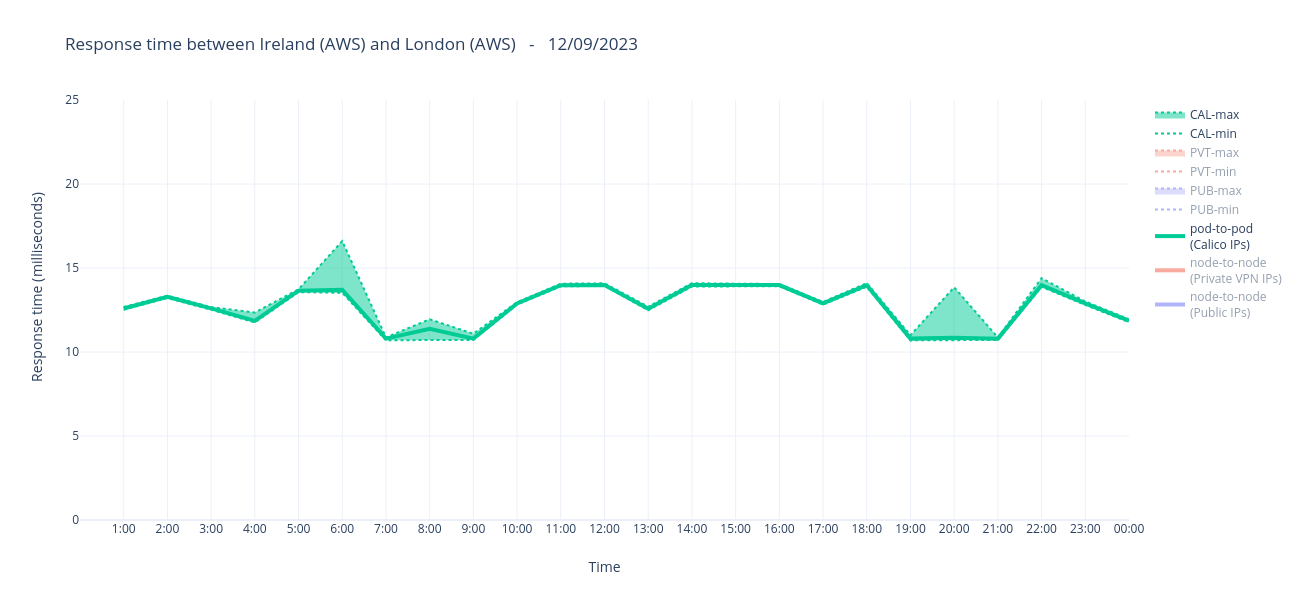 Response time between Ireland (AWS) and London (AWS)   -   12/09/2023
25
20
15
10
5
0
Response time (milliseconds)
1:00 2:00 3:00 4:00 5:00 6:00 7:00 8:00 9:00 10:00 11:00 12:00 13:00 14:00 15:00 16:00 17:00 18:00 19:00 20:00 21:00 22:00 23:00 00:00
Time
CAL-max
CAL-min
PVT-max
PVT-min
PUB-max
PUB-min
pod-to-pod
(Calico IPs)
node-to-node
(Private VPN IPs)
node-to-node
(Public IPs)